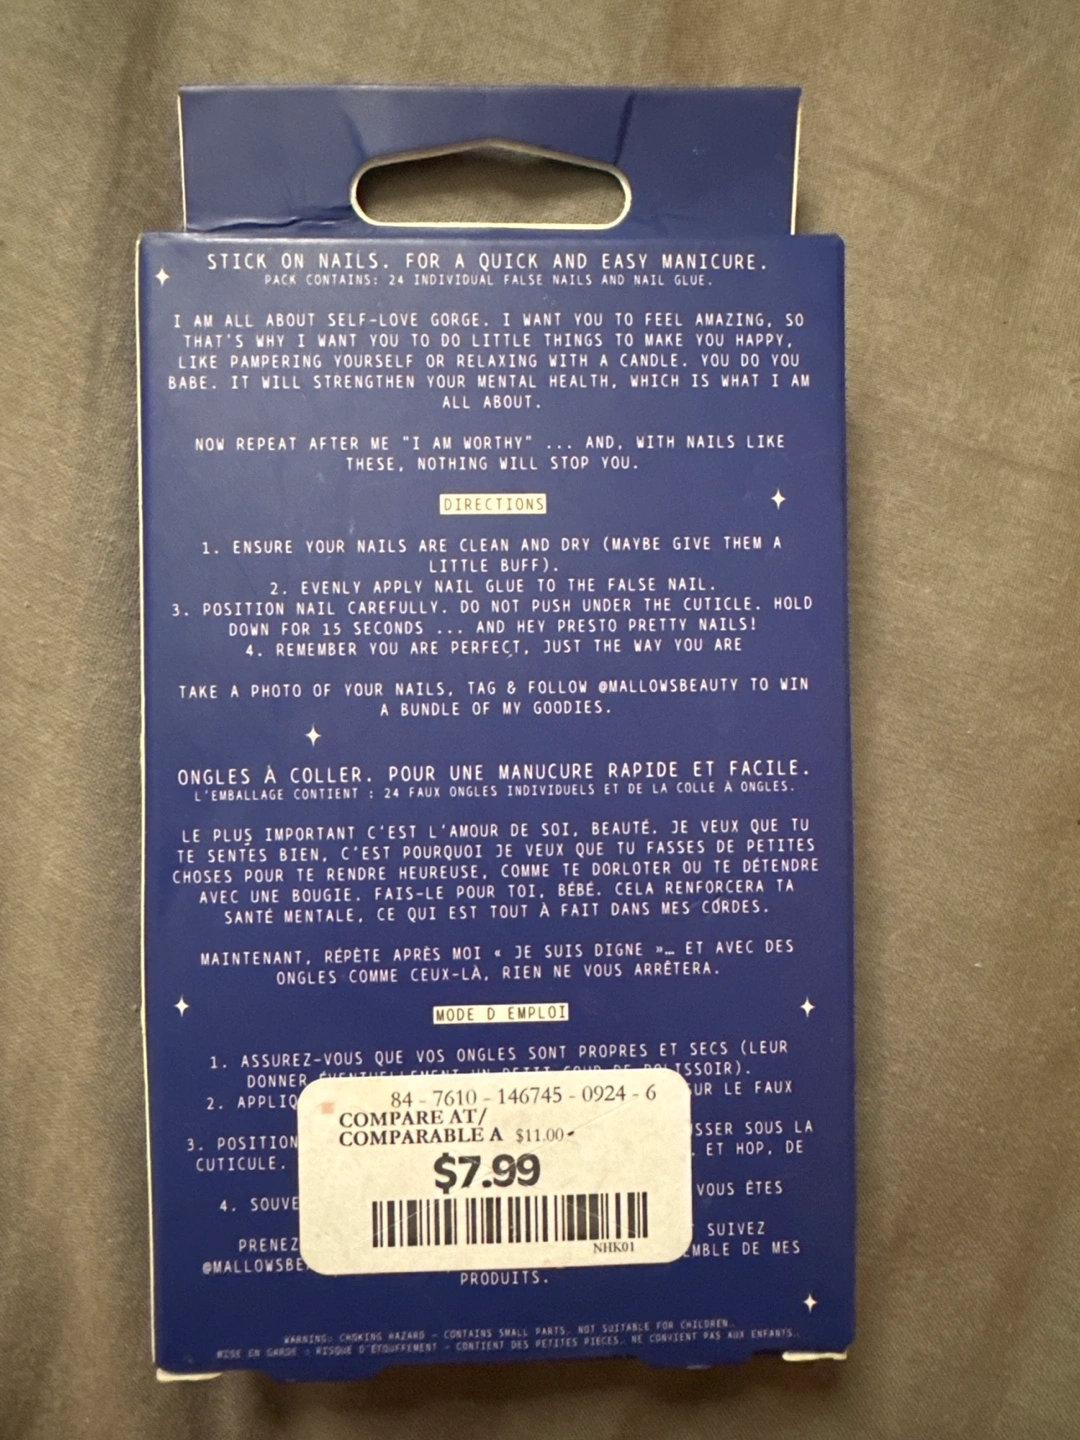 STICK ON NAILS. FOR A QUICK AND EASY MANICURE.
PACK CONTAINS: 24 INDIVIDUAL FALSE NAILS AND NAIL GLUE.
I AM ALL ABOUT SELF-LOVE GORGE. I WANT YOU TO FEEL AMAZING, SO
THAT'S WHY I WANT YOU TO DO LITTLE THINGS TO MAKE YOU HAPPY,
LIKE PAMPERING YOURSELF OR RELAXING WITH A CANDLE. YOU DO YOU
BABE. IT WILL STRENGTHEN YOUR MENTAL HEALTH, WHICH IS WHAT I AM
ALL ABOUT.
NOW REPEAT AFTER ME "I AM WORTHY" ... AND, WITH NAILS LIKE
THESE, NOTHING WILL STOP YOU.
DIRECTIONS
1. ENSURE YOUR NAILS ARE CLEAN AND DRY (MAYBE GIVE THEM A
LITTLE BUFF).
2. EVENLY APPLY NAIL GLUE TO THE FALSE NAIL.
3. POSITION NAIL CAREFULLY. DO NOT PUSH UNDER THE CUTICLE. HOLD
DOWN FOR 15 SECONDS ... AND HEY PRESTO PRETTY NAILS!
4. REMEMBER YOU ARE PERFECT, JUST THE WAY YOU ARE
TAKE A PHOTO OF YOUR NAILS, TAG & FOLLOW @MALLOWSBEAUTY TO WIN
A BUNDLE OF MY GOODIES.
ONGLES À COLLER. POUR UNE MANUCURE RAPIDE ET FACILE.
L'EMBALLAGE CONTIENT : 24 FAUX ONGLES INDIVIDUELS ET DE LA COLLE À ONGLES.
LE PLUS IMPORTANT C'EST L'AMOUR DE SOI, BEAUTÉ. JE VEUX QUE TU
TE SENTES BIEN, C'EST POURQUOI JE VEUX QUE TU FASSES DE PETITES
CHOSES POUR TE RENDRE HEUREUSE, COMME TE DORLOTER OU TE DÉTENDRE
AVEC UNE BOUGIE. FAIS-LE POUR TOI, BÉBÉ. CELA RENFORCERA TA
SANTÉ MENTALE, CE QUI EST TOUT À FAIT DANS MES CORDES.
MAINTENANT, RÉPÈTE APRÈS MOI « JE SUIS DIGNE »… ET AVEC DES
ONGLES COMME CEUX-LÀ, RIEN NE VOUS ARRÊTERA.
MODE D EMPLOI
1. ASSUREZ-VOUS QUE VOS ONGLES SONT PROPRES ET SECS (LEUR
DONNER ÉVENTUELLEMENT UN PETIT COUP DE POLISSOIR).
2. APPLIQ UR LE FAUX
3. POSITION SSER SOUS LA
CUTICULE. . ET HOP, DE
4. SOUVE VOUS ÊTES
PRENEZ SUIVEZ
@MALLOWSBE EMBLE DE MES
PRODUITS.
84 - 7610 - 146745 - 0924 - 6
COMPARE AT/
COMPARABLE A $11.00
$7.99
NHK01
WARNING: CHOKING HAZARD - CONTAINS SMALL PARTS. NOT SUITABLE FOR CHILDREN.
MISE EN GARDE : RISQUE D'ÉTOUFFEMENT - CONTIENT DES PETITES PIÈCES. NE CONVIENT PAS AUX ENFANTS.